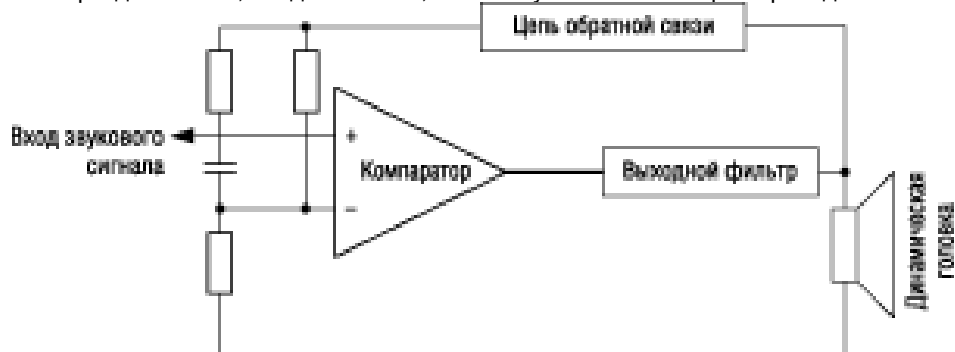 Цепь обратной связи
Вход звукового
сигнала
+
Компаратор
−
Выходной фильтр
Динамическая
головка